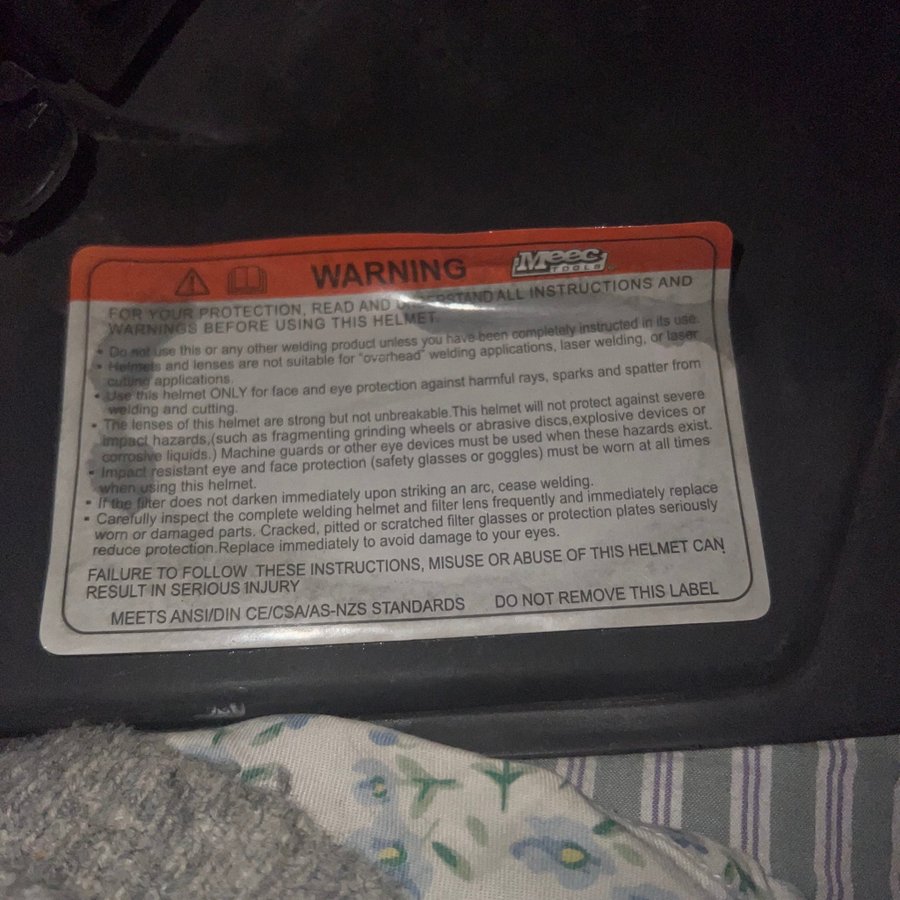 WARNING Meec TOOLS
FOR YOUR PROTECTION, READ AND UNDERSTAND ALL INSTRUCTIONS AND
WARNINGS BEFORE USING THIS HELMET.
• Do not use this or any other welding product unless you have been completely instructed in its use.
• Helmets and lenses are not suitable for "overhead" welding applications, laser welding, or laser
cutting applications.
• Use this helmet ONLY for face and eye protection against harmful rays, sparks and spatter from
welding and cutting.
• The lenses of this helmet are strong but not unbreakable.This helmet will not protect against severe
impact hazards,(such as fragmenting grinding wheels or abrasive discs,explosive devices or
corrosive liquids.) Machine guards or other eye devices must be used when these hazards exist.
• Impact resistant eye and face protection (safety glasses or goggles) must be worn at all times
when using this helmet.
• If the filter does not darken immediately upon striking an arc, cease welding.
• Carefully inspect the complete welding helmet and filter lens frequently and immediately replace
worn or damaged parts. Cracked, pitted or scratched filter glasses or protection plates seriously
reduce protection.Replace immediately to avoid damage to your eyes.
FAILURE TO FOLLOW THESE INSTRUCTIONS, MISUSE OR ABUSE OF THIS HELMET CAN
RESULT IN SERIOUS INJURY
MEETS ANSI/DIN CE/CSA/AS-NZS STANDARDS DO NOT REMOVE THIS LABEL